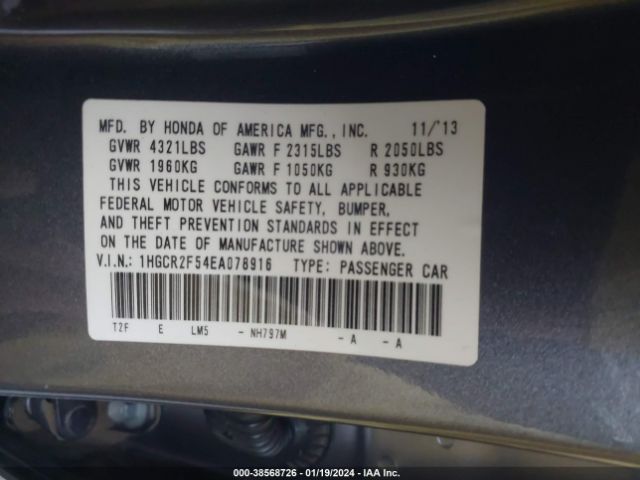 MFD. BY HONDA OF AMERICA MFG., INC. 11/'13
GVWR 4321LBS GAWR F 2315LBS R 2050LBS
GVWR 1960KG GAWR F 1050KG R 930KG
THIS VEHICLE CONFORMS TO ALL APPLICABLE
FEDERAL MOTOR VEHICLE SAFETY, BUMPER,
AND THEFT PREVENTION STANDARDS IN EFFECT
ON THE DATE OF MANUFACTURE SHOWN ABOVE.
V.I.N.: 1HGCR2F54EA078916 TYPE: PASSENGER CAR
T2F E LM5 - NH797M - A - A
000-38568726 - 01/19/2024 - IAA Inc.